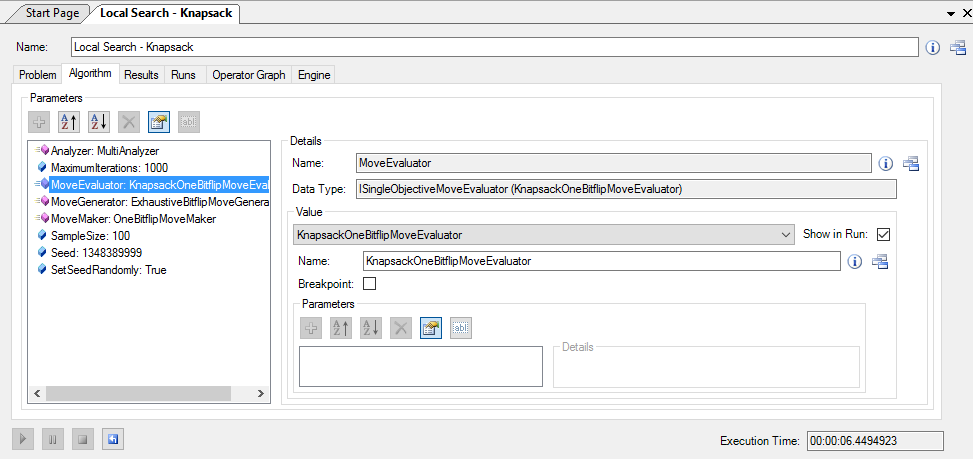 Start Page
Local Search - Knapsack
Name:
Local Search - Knapsack
Problem
Algorithm
Results
Runs
Operator Graph
Engine
Parameters
Analyzer: MultiAnalyzer
MaximumIterations: 1000
MoveEvaluator: KnapsackOneBitflipMoveEval
MoveGenerator: ExhaustiveBitflipMoveGenera
MoveMaker: OneBitflipMoveMaker
SampleSize: 100
Seed: 1348389999
SetSeedRandomly: True
Details
Name:
MoveEvaluator
Data Type:
ISingleObjectiveMoveEvaluator (KnapsackOneBitflipMoveEvaluator)
Value
KnapsackOneBitflipMoveEvaluator
Show in Run:
Name:
KnapsackOneBitflipMoveEvaluator
Breakpoint:
Parameters
Details
Execution Time:
00:00:06.4494923